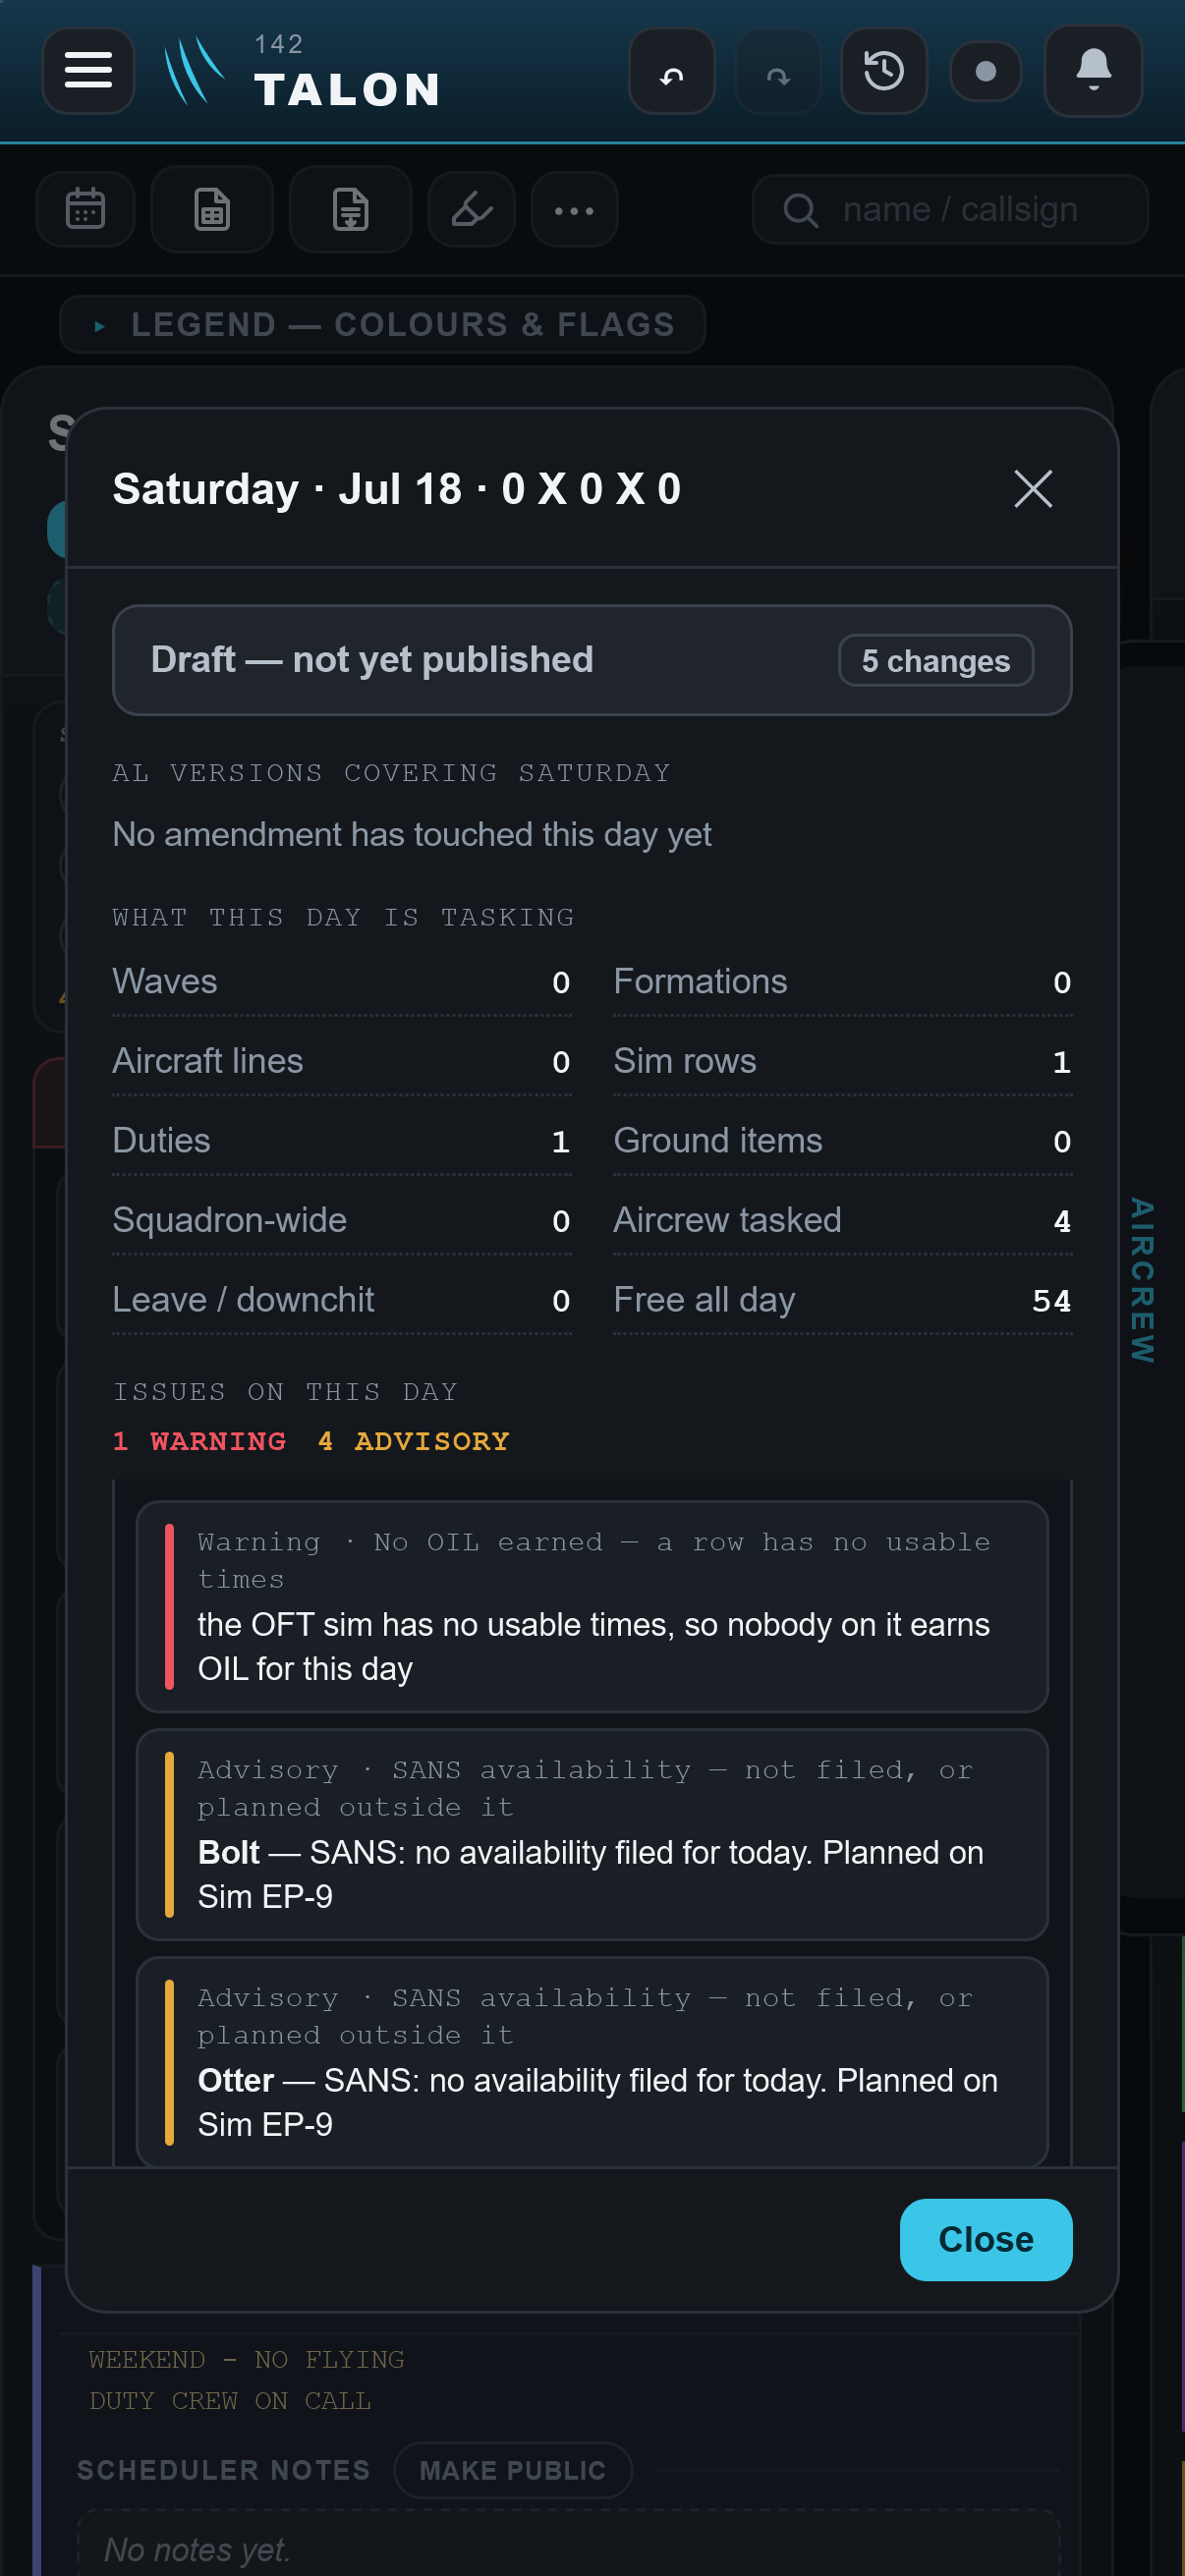 142
TALON
name / callsign
LEGEND — COLOURS & FLAGS
Saturday · Jul 18 · 0 X 0 X 0
Draft — not yet published
5 changes
AL VERSIONS COVERING SATURDAY
No amendment has touched this day yet
WHAT THIS DAY IS TASKING
Waves 0 Formations 0
Aircraft lines 0 Sim rows 1
Duties 1 Ground items 0
Squadron-wide 0 Aircrew tasked 4
Leave / downchit 0 Free all day 54
AIRCREW
ISSUES ON THIS DAY
1 WARNING 4 ADVISORY
Warning · No OIL earned — a row has no usable
times
the OFT sim has no usable times, so nobody on it earns
OIL for this day
Advisory · SANS availability — not filed, or
planned outside it
Bolt — SANS: no availability filed for today. Planned on
Sim EP-9
Advisory · SANS availability — not filed, or
planned outside it
Otter — SANS: no availability filed for today. Planned on
Sim EP-9
Close
WEEKEND – NO FLYING
DUTY CREW ON CALL
SCHEDULER NOTES MAKE PUBLIC
No notes yet.